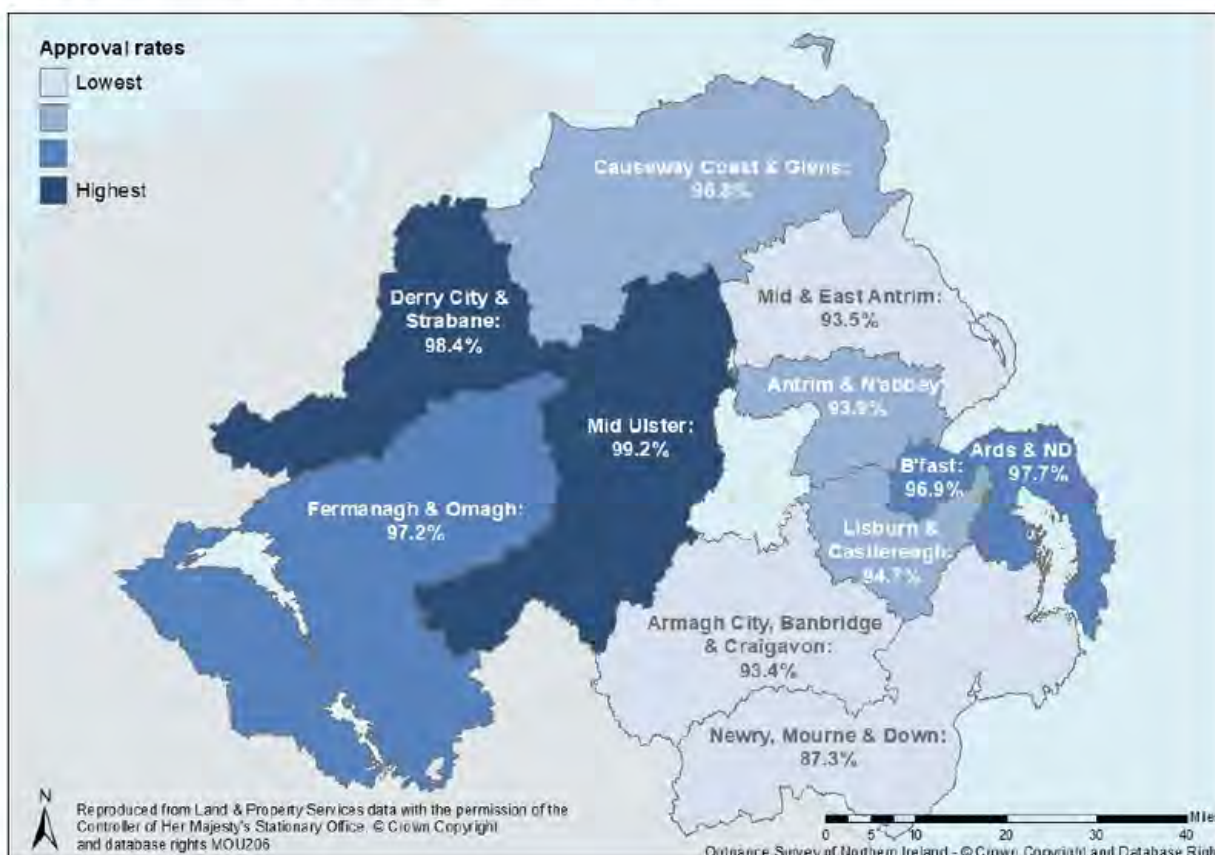 Approval rates
Lowest
Highest
Causeway Coast & Glens:
96.8%
Derry City &
Strabane:
98.4%
Mid & East Antrim:
93.5%
Antrim & N'abbey
93.9%
Mid Ulster:
99.2%
B'fast:
96.9%
Ards & ND
97.7%
Fermanagh & Omagh:
97.2%
Lisburn &
Castlereagh:
94.7%
Armagh City, Banbridge
& Craigavon:
93.4%
Newry, Mourne & Down:
87.3%
N
Reproduced from Land & Property Services data with the permission of the
Controller of Her Majesty's Stationary Office, © Crown Copyright
and database rights MOU206
Mile
0 5 10 20 30 40
Ordnance Survey of Northern Ireland - © Crown Copyright and Database Righ